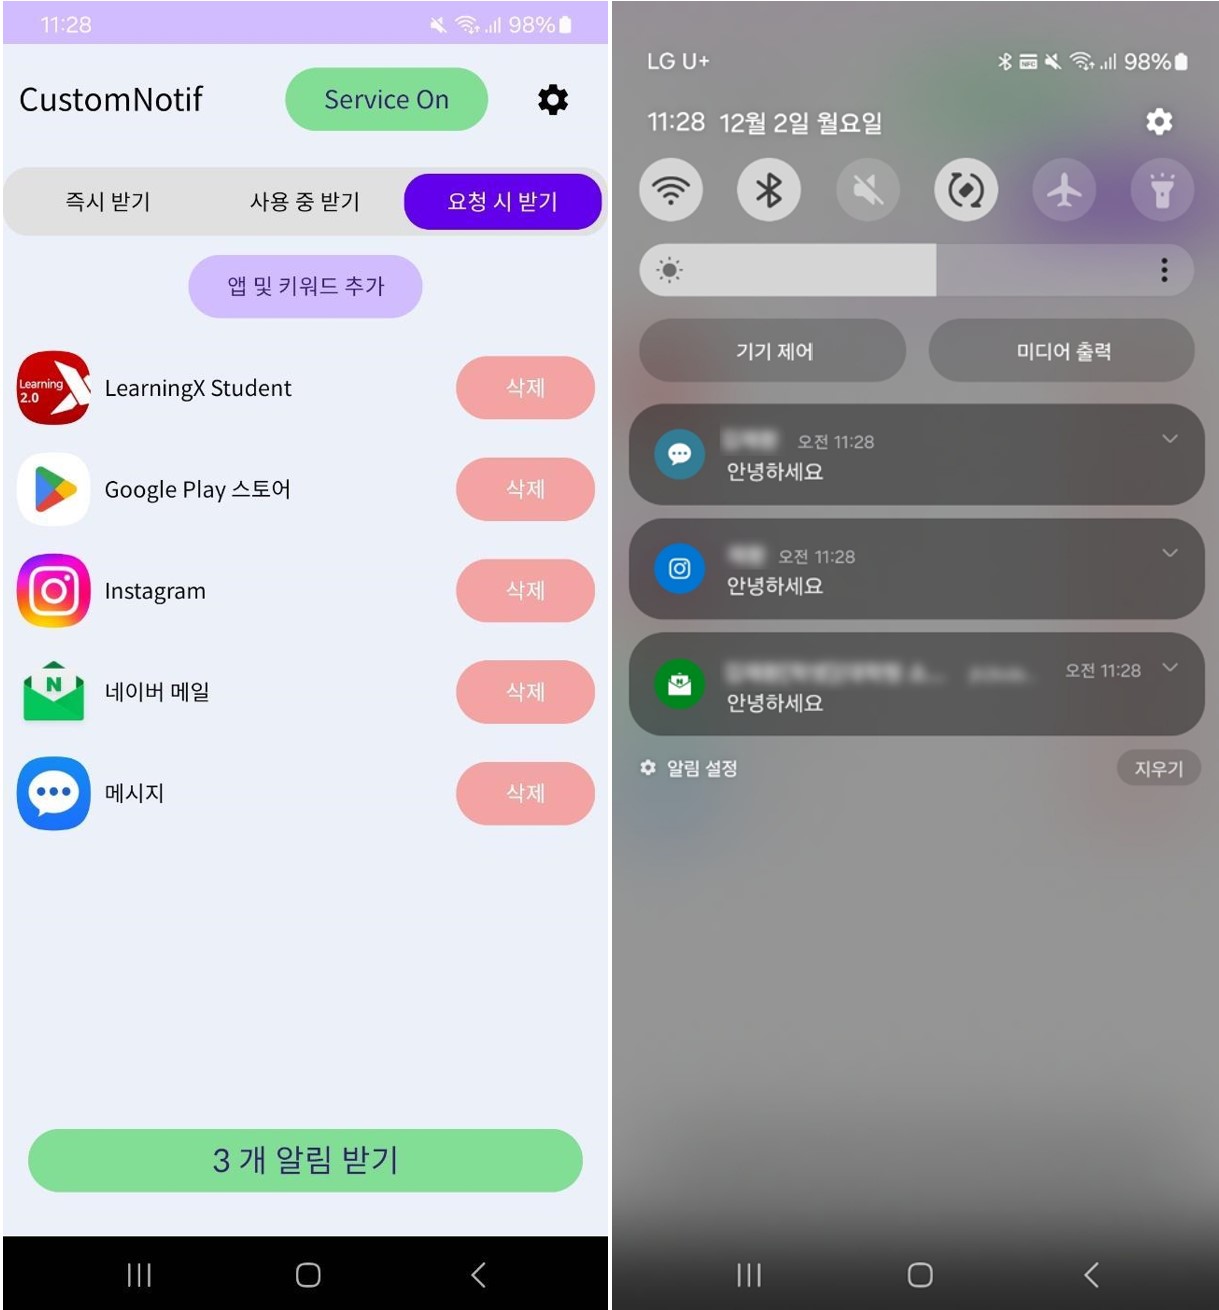 11:28 98%
CustomNotif Service On
즉시 받기 사용 중 받기 요청 시 받기
앱 및 키워드 추가
Learning
2.0
LearningX Student 삭제
Google Play 스토어 삭제
Instagram 삭제
N
네이버 메일 삭제
메시지 삭제
3 개 알림 받기
LG U+ NFC 98%
11:28 12월 2일 월요일
기기 제어 미디어 출력
오전 11:28
안녕하세요
오전 11:28
안녕하세요
N
오전 11:28
안녕하세요
알림 설정 지우기